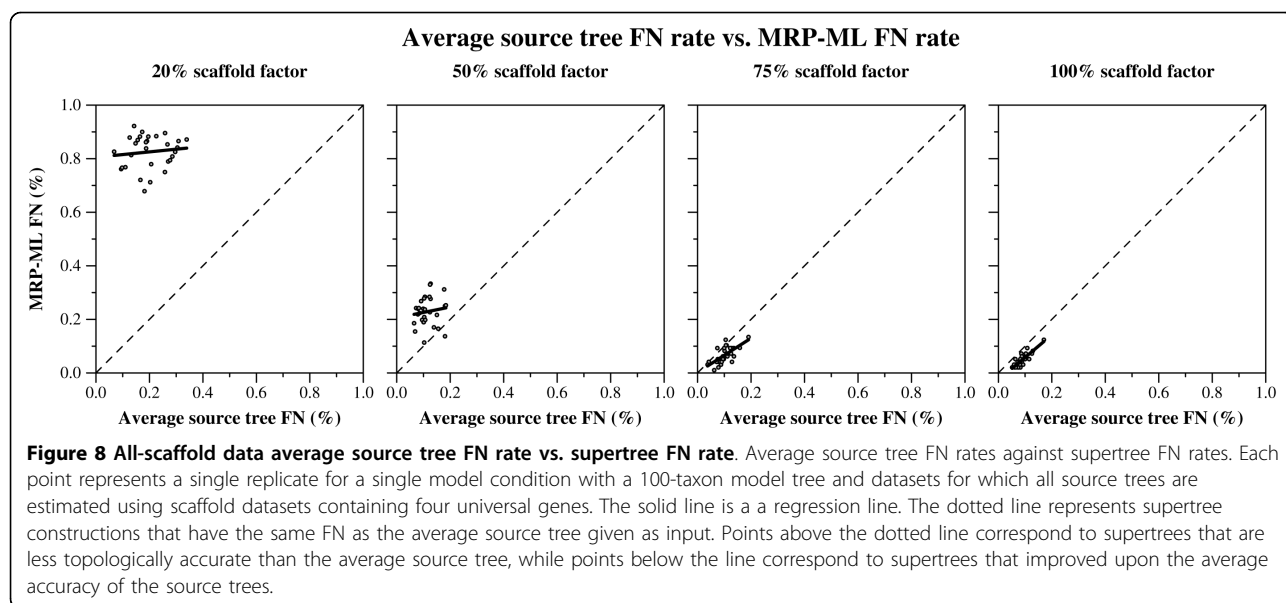 Average source tree FN rate vs. MRP-ML FN rate
20% scaffold factor 50% scaffold factor 75% scaffold factor 100% scaffold factor
MRP-ML FN (%)
1.0
0.8
0.6
0.4
0.2
0.0
0.0 0.2 0.4 0.6 0.8 1.0 0.0 0.2 0.4 0.6 0.8 1.0 0.0 0.2 0.4 0.6 0.8 1.0 0.0 0.2 0.4 0.6 0.8 1.0
Average source tree FN (%) Average source tree FN (%) Average source tree FN (%) Average source tree FN (%)
Figure 8 All-scaffold data average source tree FN rate vs. supertree FN rate. Average source tree FN rates against supertree FN rates. Each
point represents a single replicate for a single model condition with a 100-taxon model tree and datasets for which all source trees are
estimated using scaffold datasets containing four universal genes. The solid line is a a regression line. The dotted line represents supertree
constructions that have the same FN as the average source tree given as input. Points above the dotted line correspond to supertrees that are
less topologically accurate than the average source tree, while points below the line correspond to supertrees that improved upon the average
accuracy of the source trees.